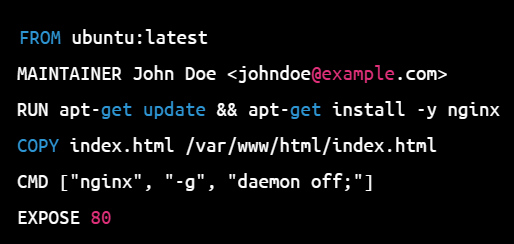 FROM ubuntu:latest
MAINTAINER John Doe <johndoe@example.com>
RUN apt-get update && apt-get install -y nginx
COPY index.html /var/www/html/index.html
CMD ["nginx", "-g", "daemon off;"]
EXPOSE 80